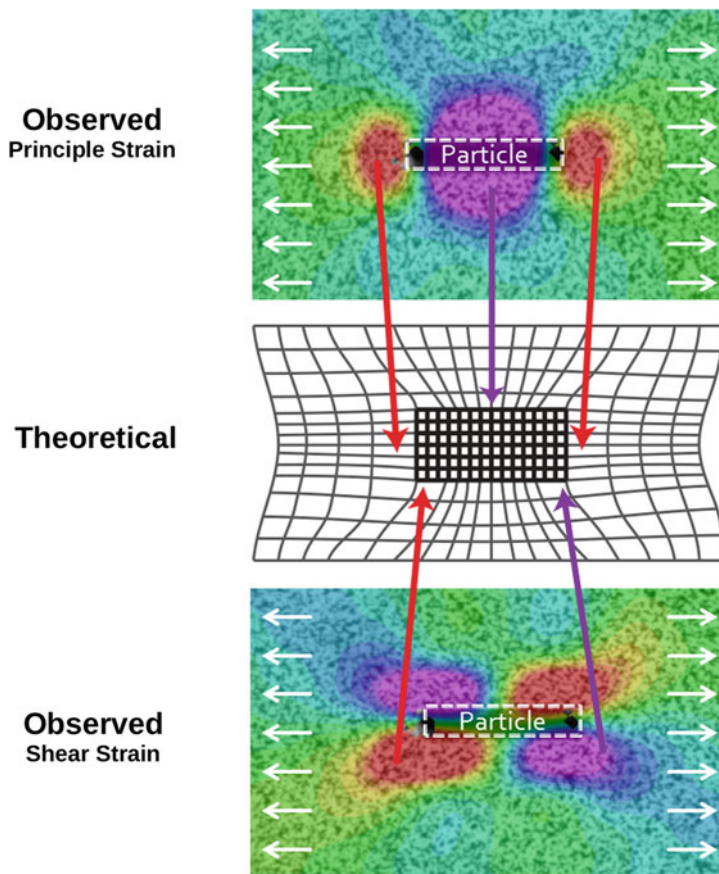 Observed
Principle Strain
Particle
Theoretical
Observed
Shear Strain
Particle